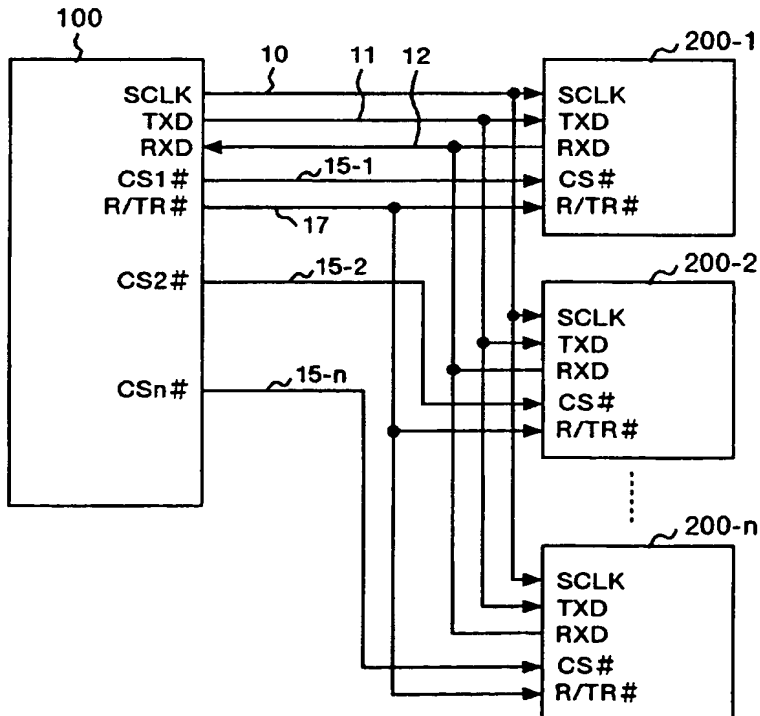 100
10
11
12
200-1
SCLK
TXD
RXD
CS1#
R/TR#
CS2#
CSn#
15-1
17
15-2
15-n
SCLK
TXD
RXD
CS#
R/TR#
200-2
SCLK
TXD
RXD
CS#
R/TR#
200-n
SCLK
TXD
RXD
CS#
R/TR#